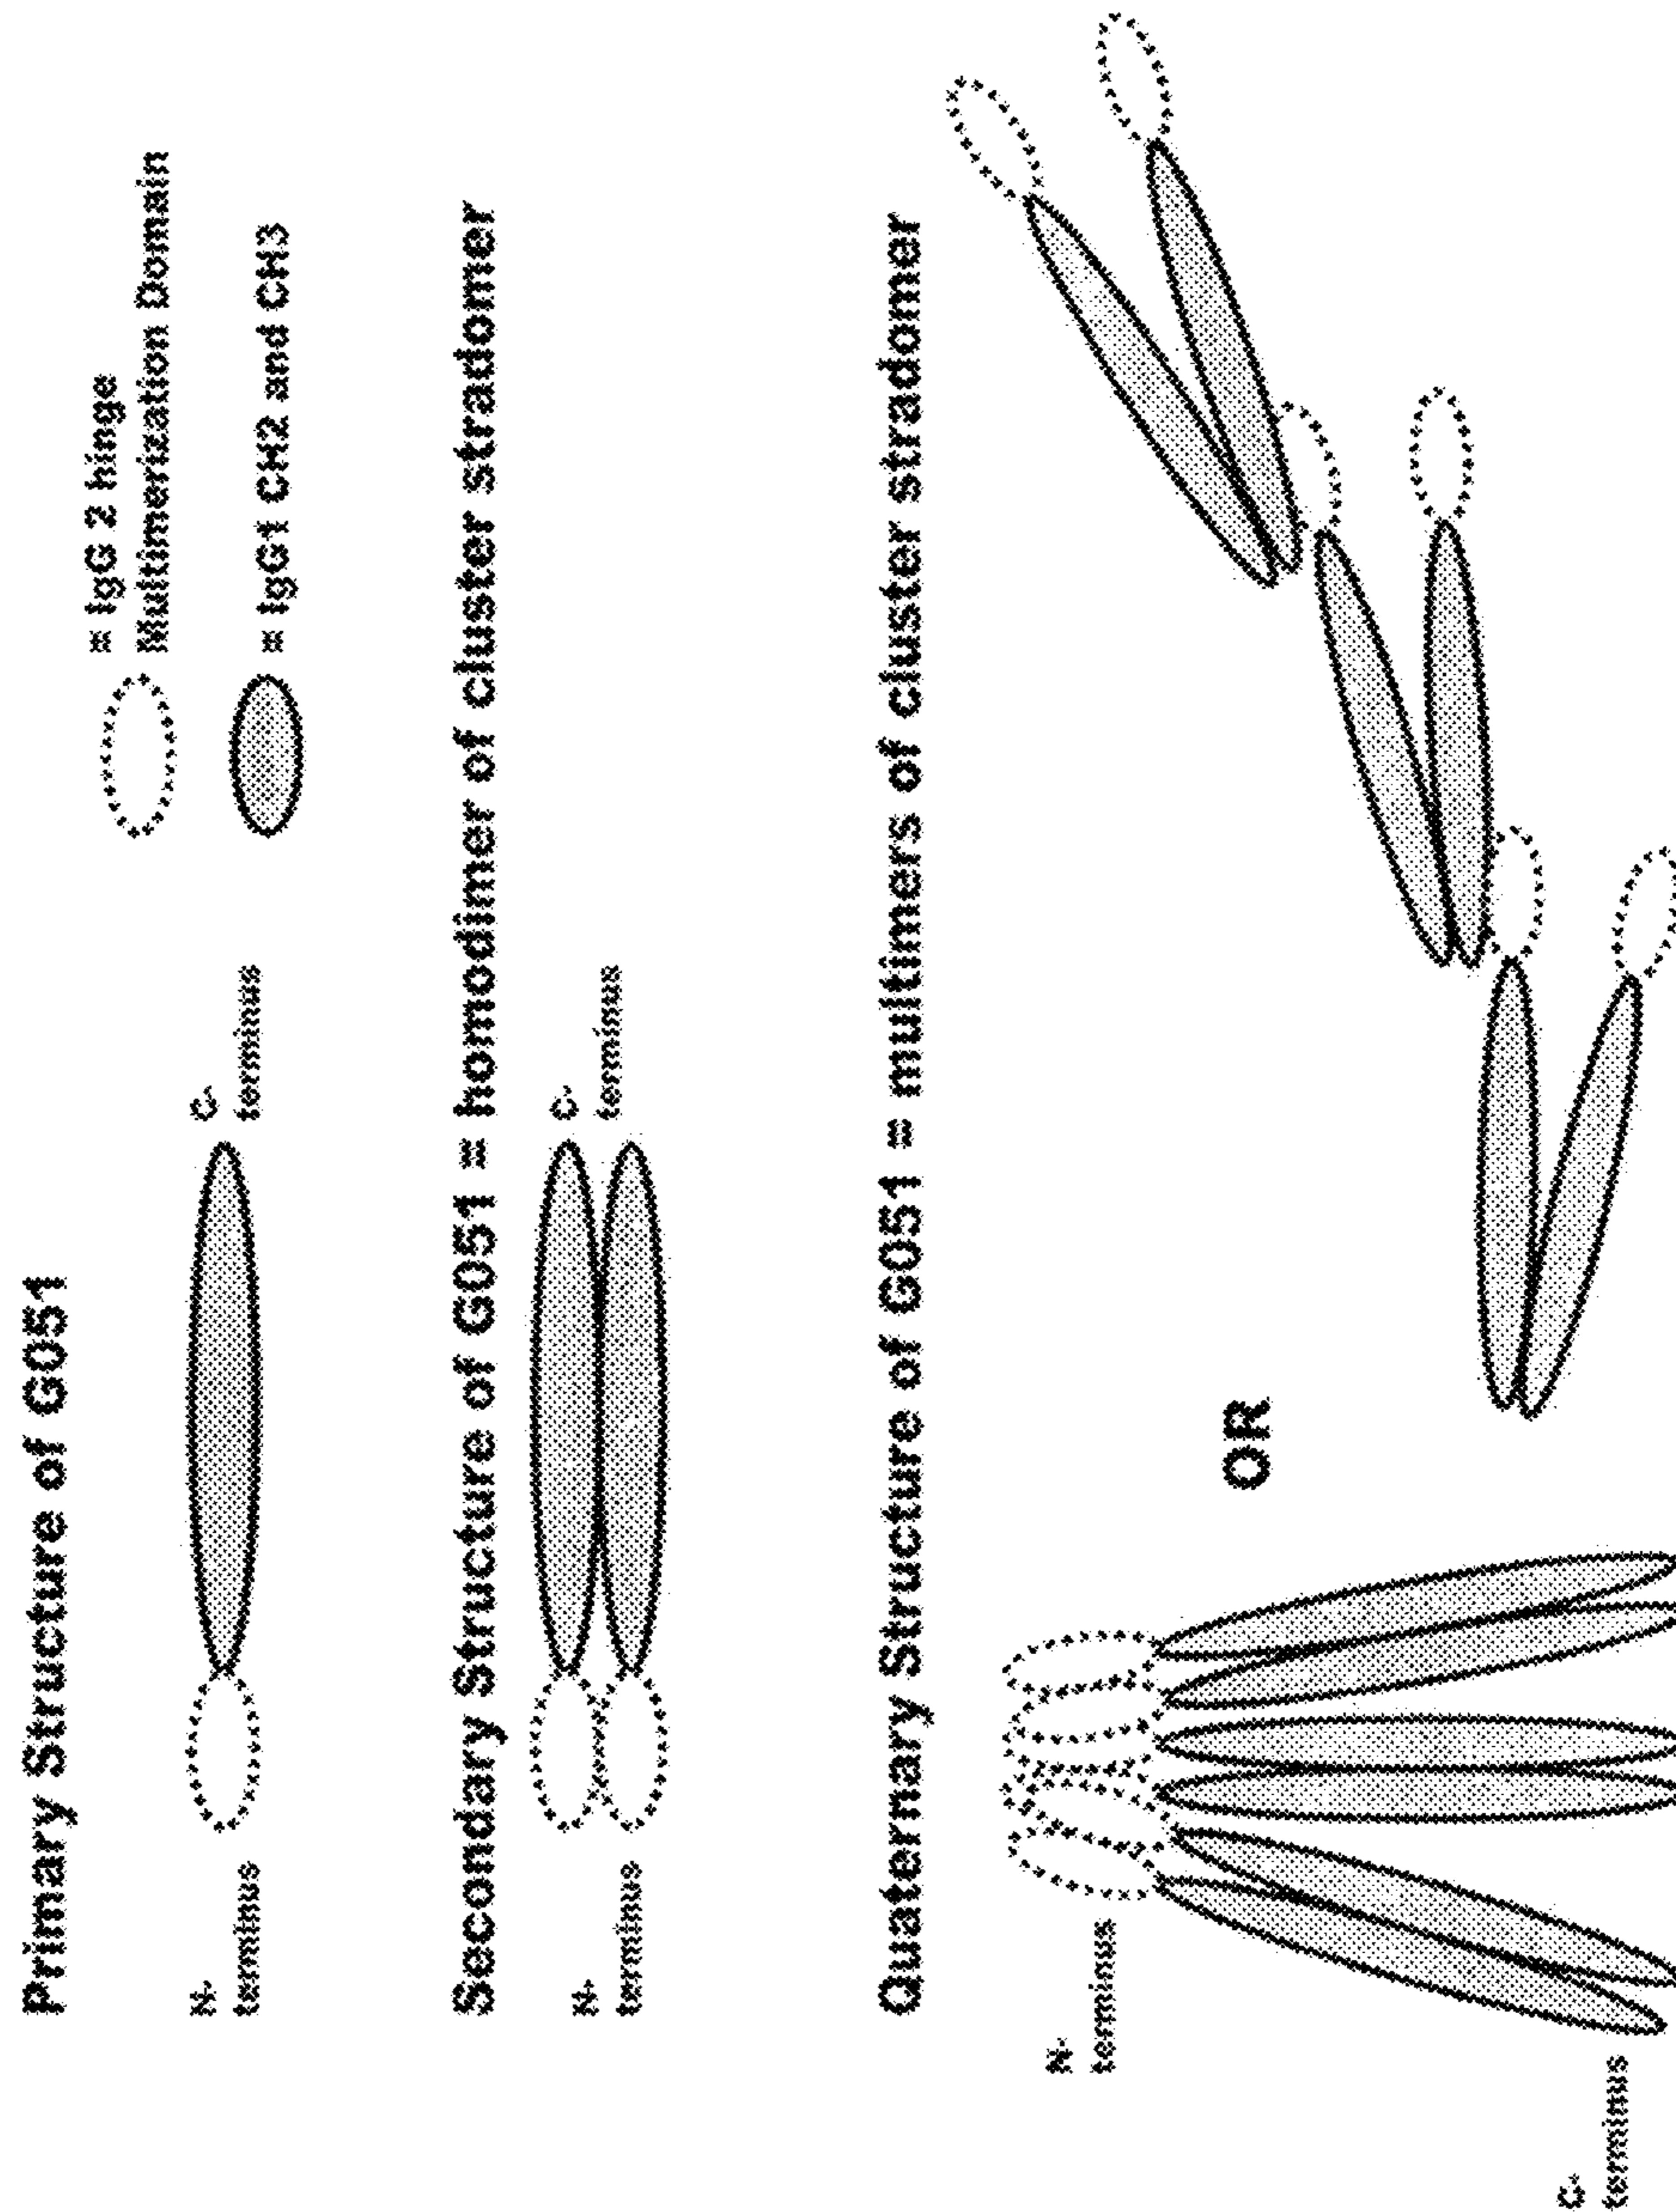 Primary Structure of G051
N-
terminus
C-
terminus
= IgG 2 hinge
Multimerization Domain
= IgG1 CH2 and CH3
Secondary Structure of G051 = homodimer of cluster stradomer
N-
terminus
C-
terminus
Quaternary Structure of G051 = multimers of cluster stradomer
N-
terminus
OR
C-
terminus